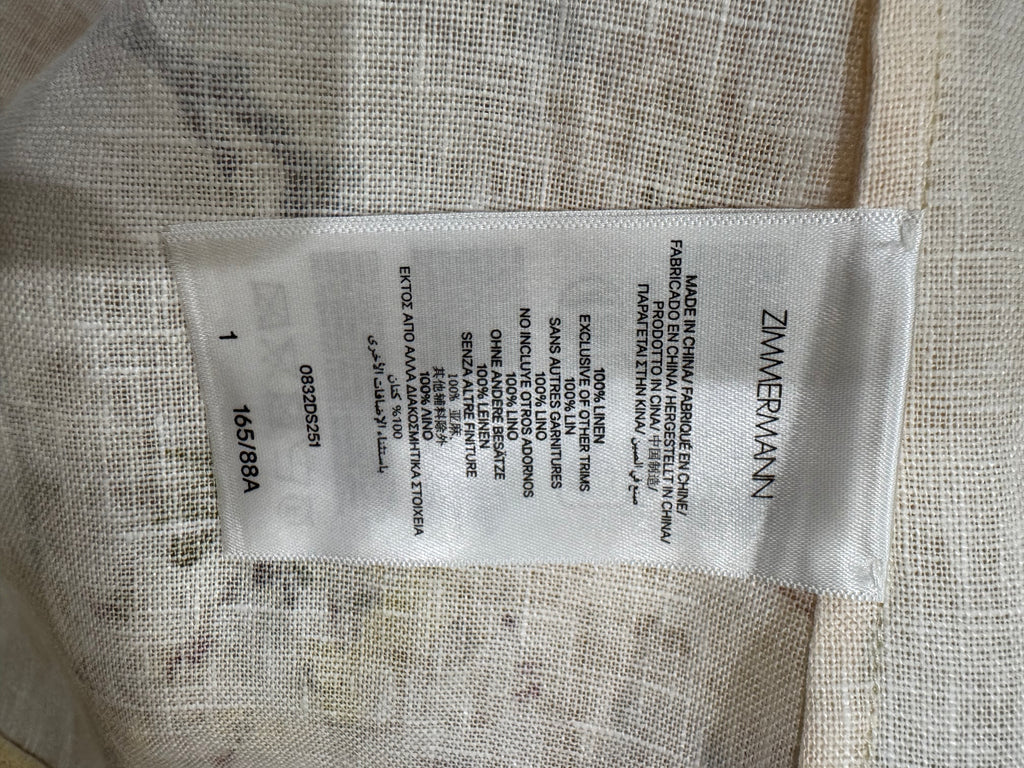 ZIMMERMANN
MADE IN CHINA/ FABRIQUÉ EN CHINE/
FABRICADO EN CHINA/ HERGESTELLT IN CHINA/
PRODOTTO IN CINA/ 中国制造/
ΠΑΡΑΓΕΤΑΙ ΣΤΗΝ ΚΙΝΑ/ صنع في الصين
100% LINEN
EXCLUSIVE OF OTHER TRIMS
100% LIN
SANS AUTRES GARNITURES
100% LINO
NO INCLUYE OTROS ADORNOS
100% LINO
OHNE ANDERE BESÄTZE
100% LEINEN
SENZA ALTRE FINITURE
100% 亚麻,
其他辅料除外
100% ΛΙΝΟ
ΕΚΤΟΣ ΑΠΟ ΑΛΛΑ ΔΙΑΚΟΣΜΗΤΙΚΑ ΣΤΟΙΧΕΙΑ
100% كتان
باستثناء الإضافات الأخرى
0832DS251
1 165/88A